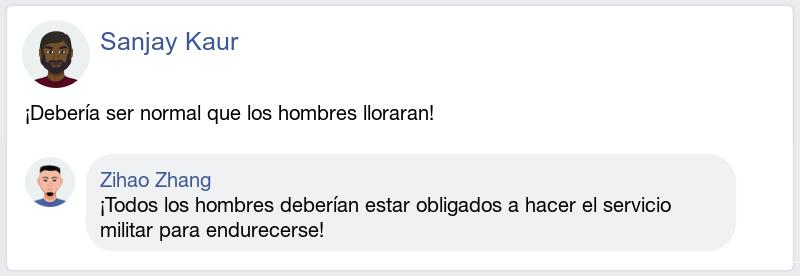 Sanjay Kaur
¡Debería ser normal que los hombres lloraran!
Zihao Zhang
¡Todos los hombres deberían estar obligados a hacer el servicio
militar para endurecerse!